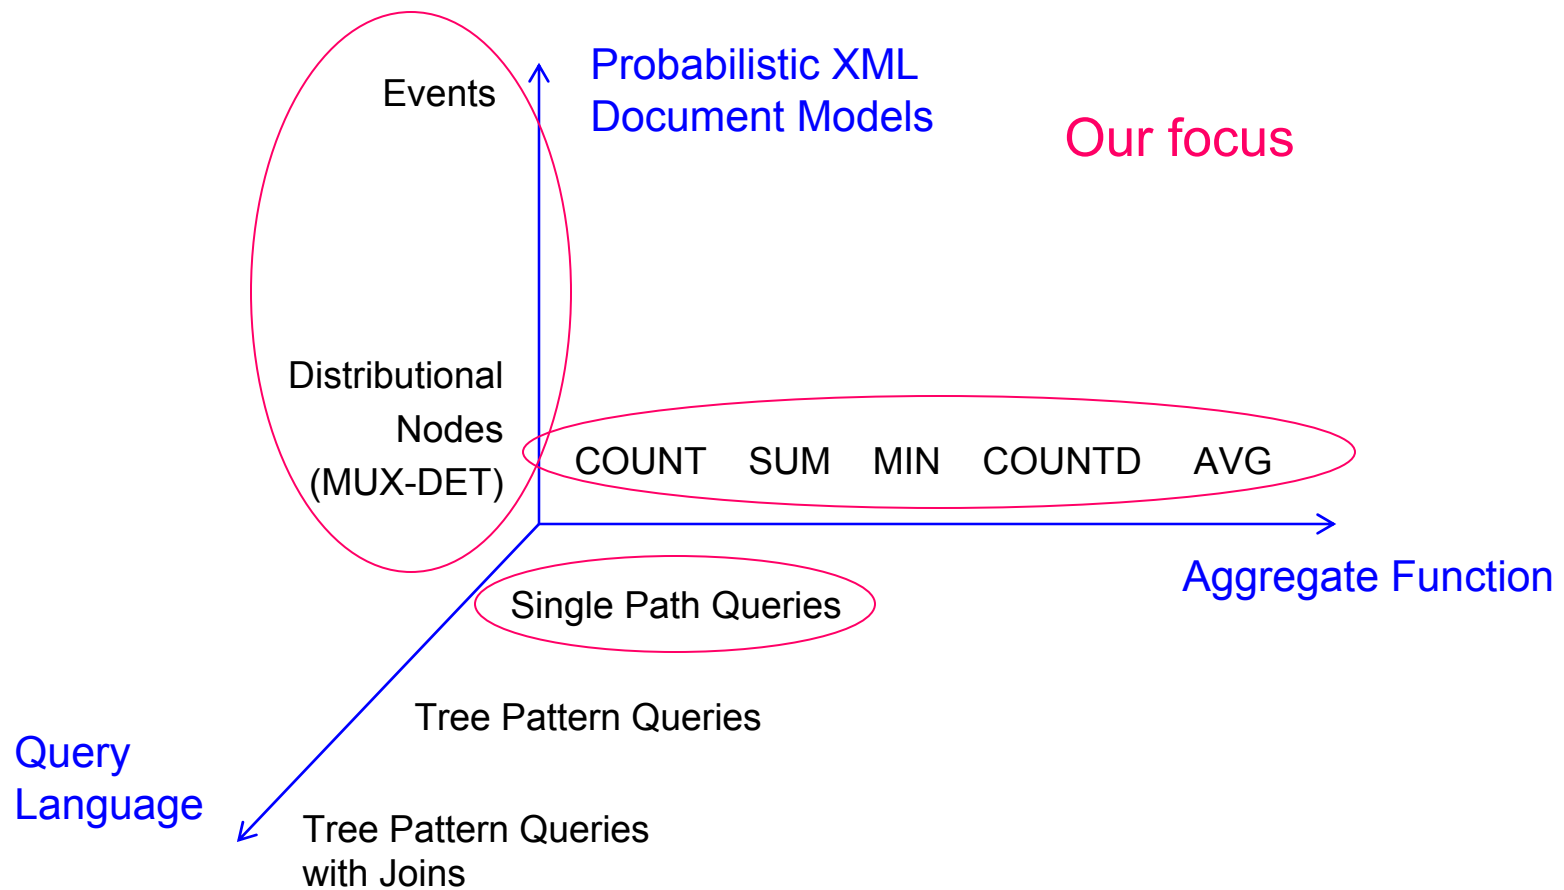 Probabilistic XML
Document Models
Events
Our focus
Distributional
Nodes
(MUX-DET)
COUNT SUM MIN COUNTD AVG
Aggregate Function
Single Path Queries
Tree Pattern Queries
Query
Language
Tree Pattern Queries
with Joins